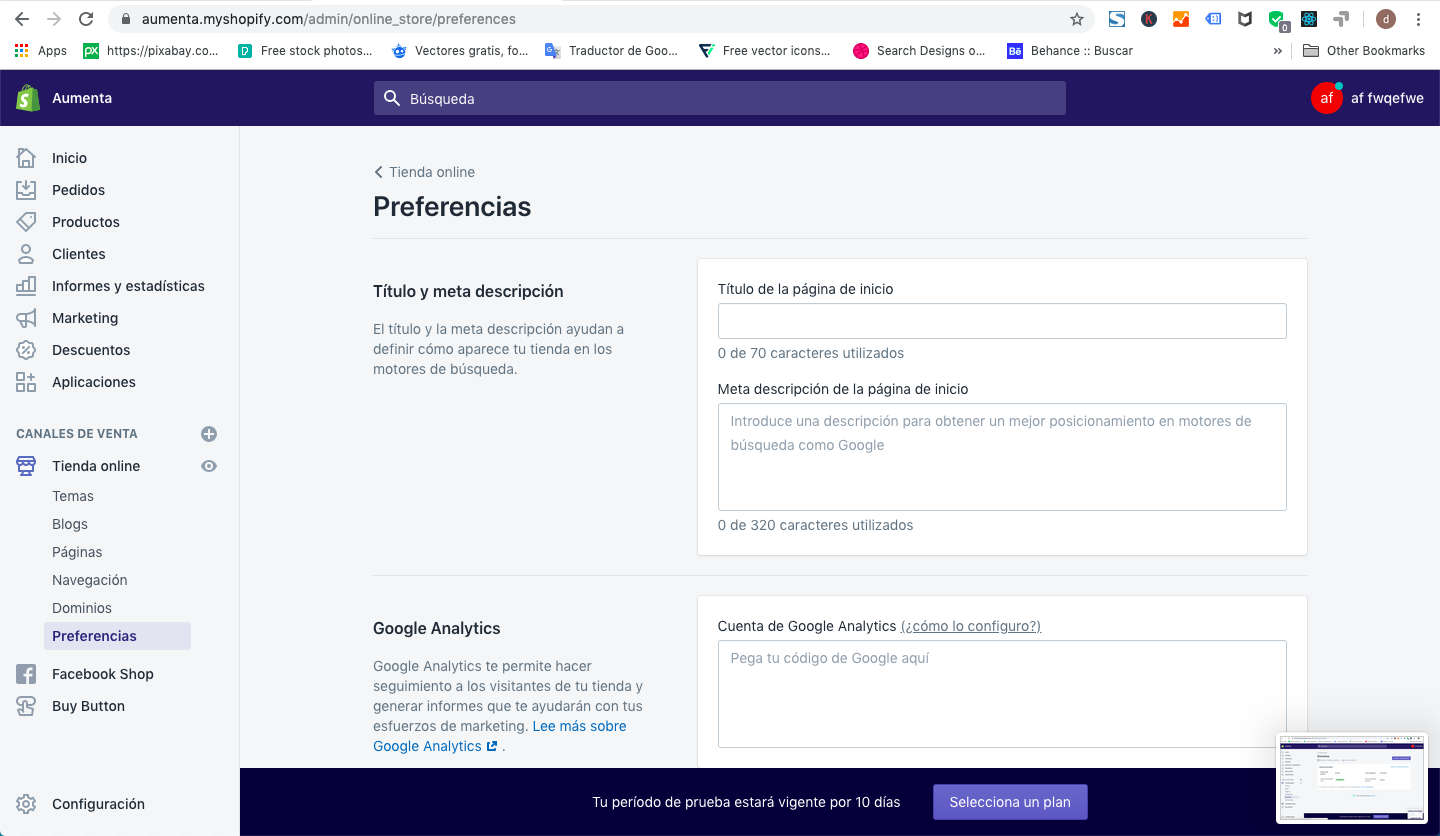 aumenta.myshopify.com/admin/online_store/preferences
K
0
d
Apps
px https://pixabay.co...
Free stock photos...
Vectores gratis, fo...
Traductor de Goo...
Free vector icons...
Search Designs o...
Bē Behance :: Buscar
»
Other Bookmarks
Aumenta
Búsqueda
af
af fwqefwe
Inicio
Pedidos
Productos
Clientes
Informes y estadísticas
Marketing
Descuentos
Aplicaciones
CANALES DE VENTA
Tienda online
Temas
Blogs
Páginas
Navegación
Dominios
Preferencias
Facebook Shop
Buy Button
Configuración
Tienda online
Preferencias
Título y meta descripción
El título y la meta descripción ayudan a
definir cómo aparece tu tienda en los
motores de búsqueda.
Título de la página de inicio
0 de 70 caracteres utilizados
Meta descripción de la página de inicio
Introduce una descripción para obtener un mejor posicionamiento en motores de
búsqueda como Google
0 de 320 caracteres utilizados
Google Analytics
Google Analytics te permite hacer
seguimiento a los visitantes de tu tienda y
generar informes que te ayudarán con tus
esfuerzos de marketing. Lee más sobre
Google Analytics .
Cuenta de Google Analytics (¿cómo lo configuro?)
Pega tu código de Google aquí
Tu período de prueba estará vigente por 10 días
Selecciona un plan